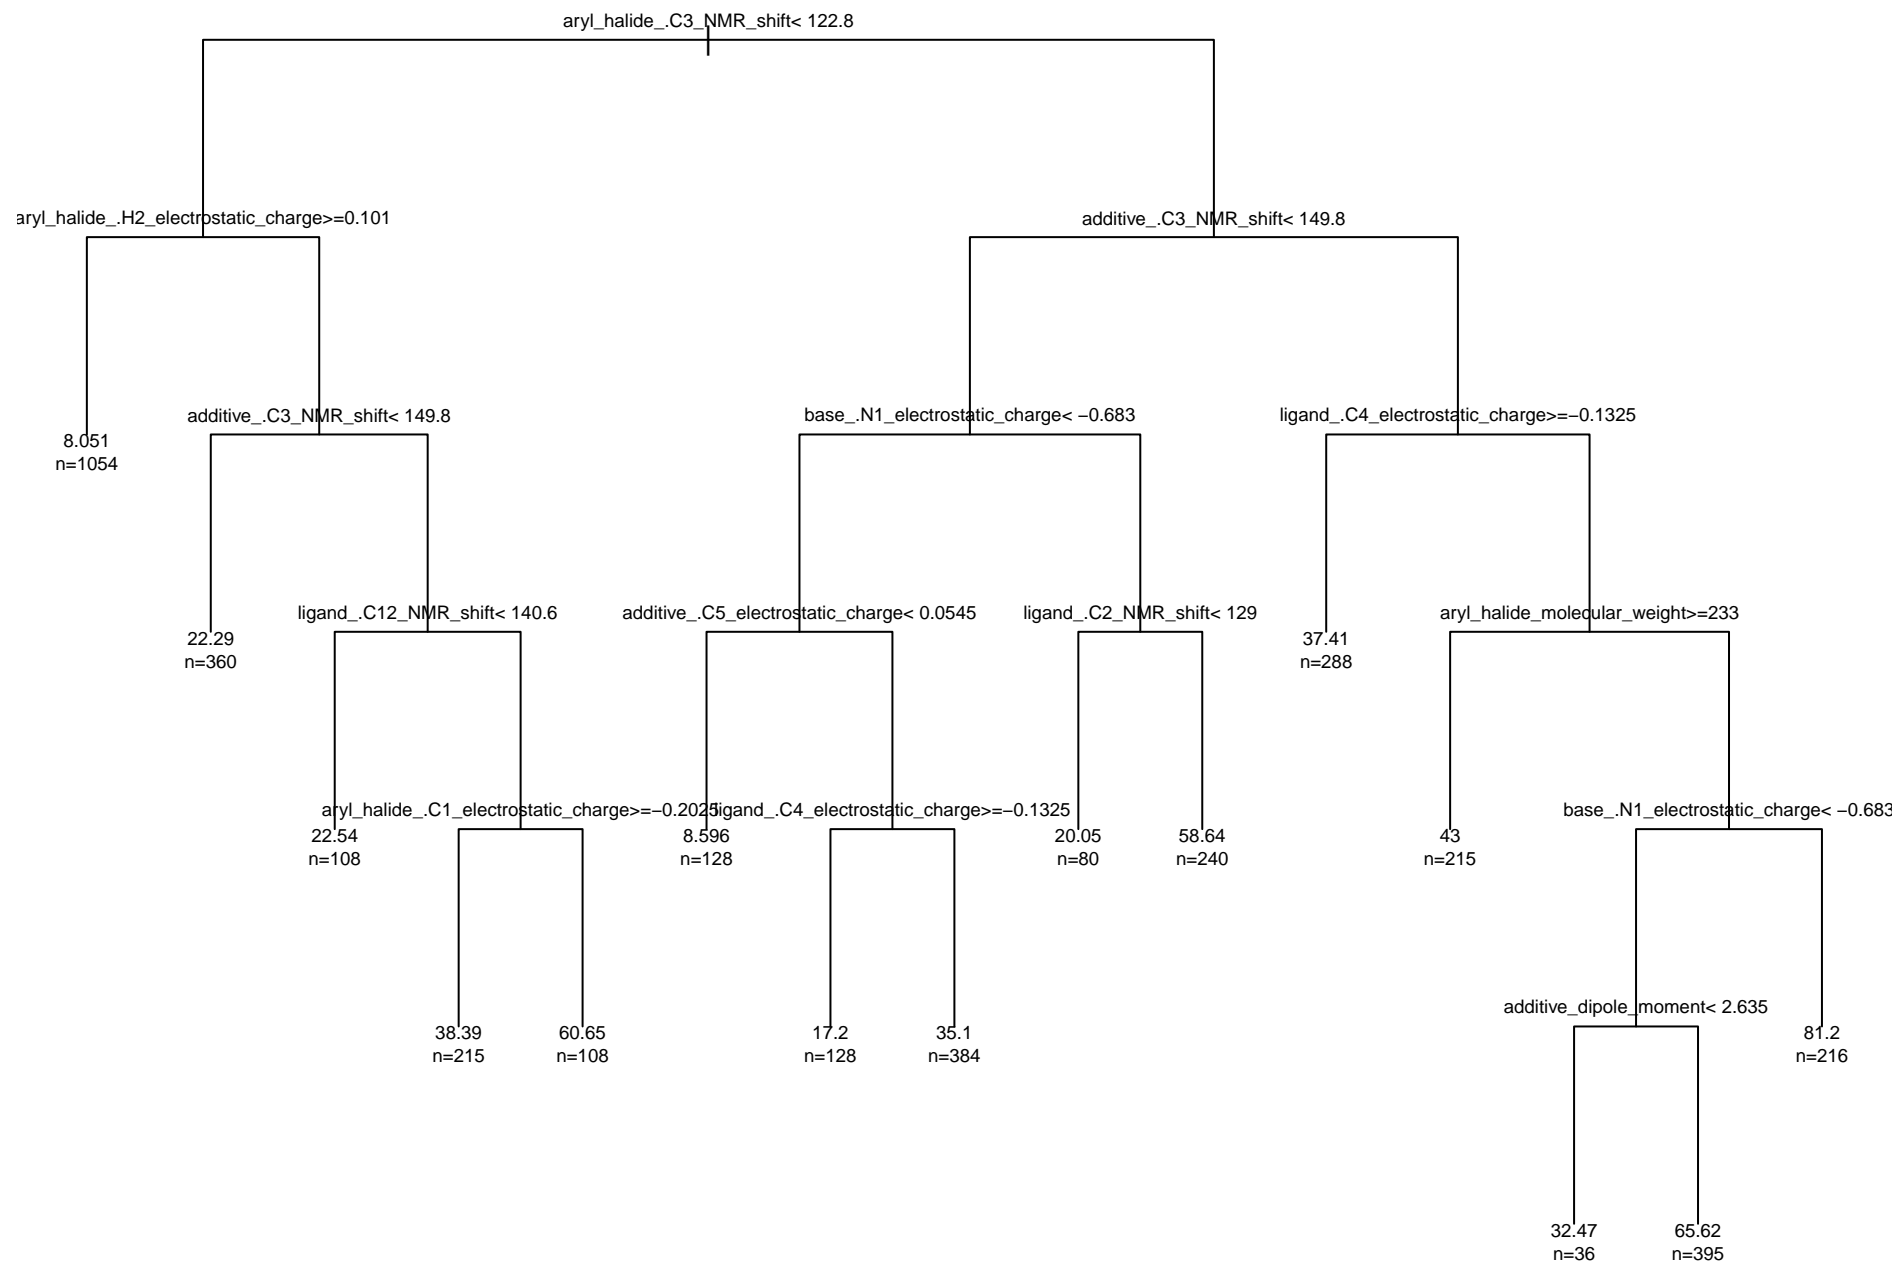 aryl_halide_.C3_NMR_shift< 122.8
aryl_halide_.H2_electrostatic_charge>=0.101
additive_.C3_NMR_shift< 149.8
8.051
n=1054
additive_.C3_NMR_shift< 149.8
base_.N1_electrostatic_charge< −0.683
ligand_.C4_electrostatic_charge>=−0.1325
22.29
n=360
ligand_.C12_NMR_shift< 140.6
additive_.C5_electrostatic_charge< 0.0545
ligand_.C2_NMR_shift< 129
37.41
n=288
aryl_halide_molecular_weight>=233
22.54
n=108
aryl_halide_.C1_electrostatic_charge>=−0.2025
8.596
n=128
ligand_.C4_electrostatic_charge>=−0.1325
20.05
n=80
58.64
n=240
43
n=215
base_.N1_electrostatic_charge< −0.683
38.39
n=215
60.65
n=108
17.2
n=128
35.1
n=384
additive_dipole_moment< 2.635
81.2
n=216
32.47
n=36
65.62
n=395